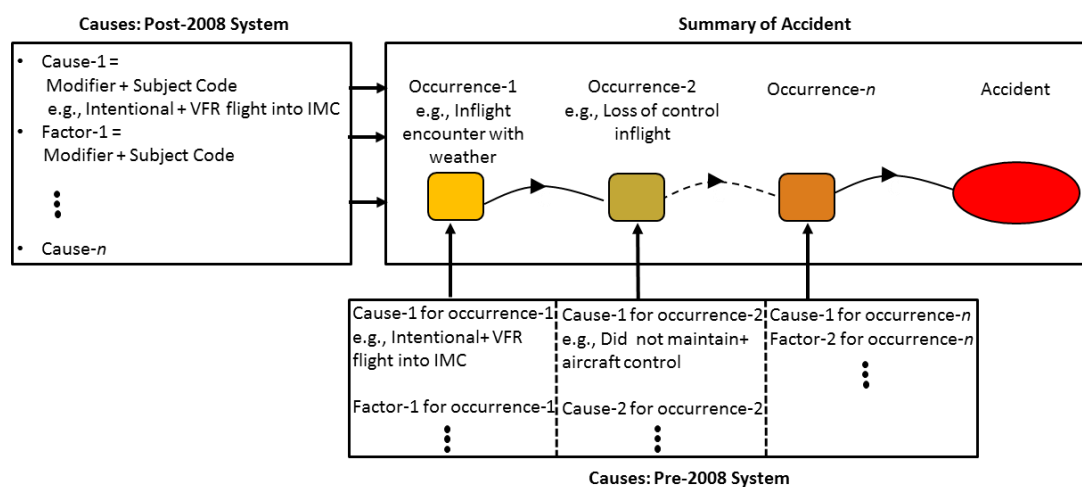 Causes: Post-2008 System
Summary of Accident
• Cause-1 =
Modifier + Subject Code
e.g., Intentional + VFR flight into IMC
• Factor-1 =
Modifier + Subject Code
• Cause-n
Occurrence-1
e.g., Inflight
encounter with
weather
Occurrence-2
e.g., Loss of control
inflight
Occurrence-n
Accident
Cause-1 for occurrence-1
e.g., Intentional+ VFR
flight into IMC
Factor-1 for occurrence-1
Cause-1 for occurrence-2
e.g., Did not maintain+
aircraft control
Cause-2 for occurrence-2
Cause-1 for occurrence-n
Factor-2 for occurrence-n
Causes: Pre-2008 System